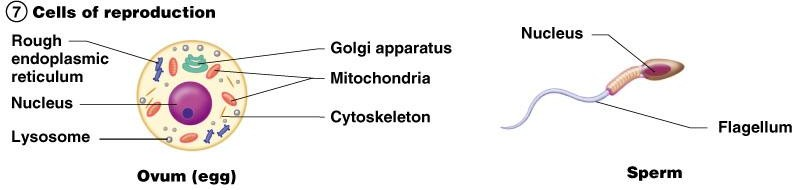 7 Cells of reproduction
Rough
endoplasmic
reticulum
Nucleus
Lysosome
Golgi apparatus
Mitochondria
Cytoskeleton
Ovum (egg)
Nucleus
Flagellum
Sperm